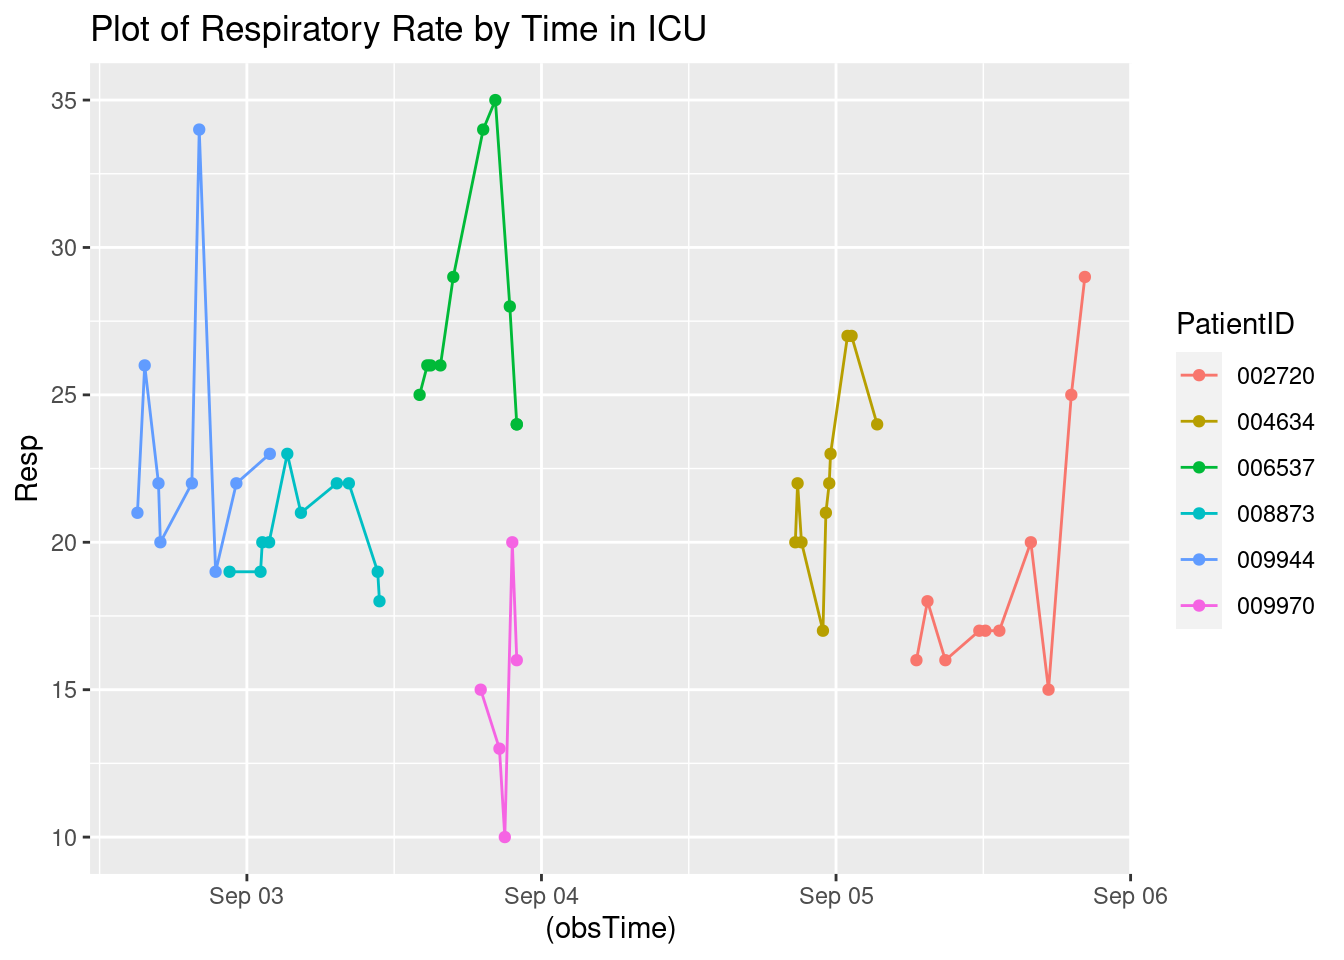 Plot of Respiratory Rate by Time in ICU
35
30
25
20
15
10
Resp
Sep 03
Sep 04
Sep 05
Sep 06
(obsTime)
PatientID
002720
004634
006537
008873
009944
009970